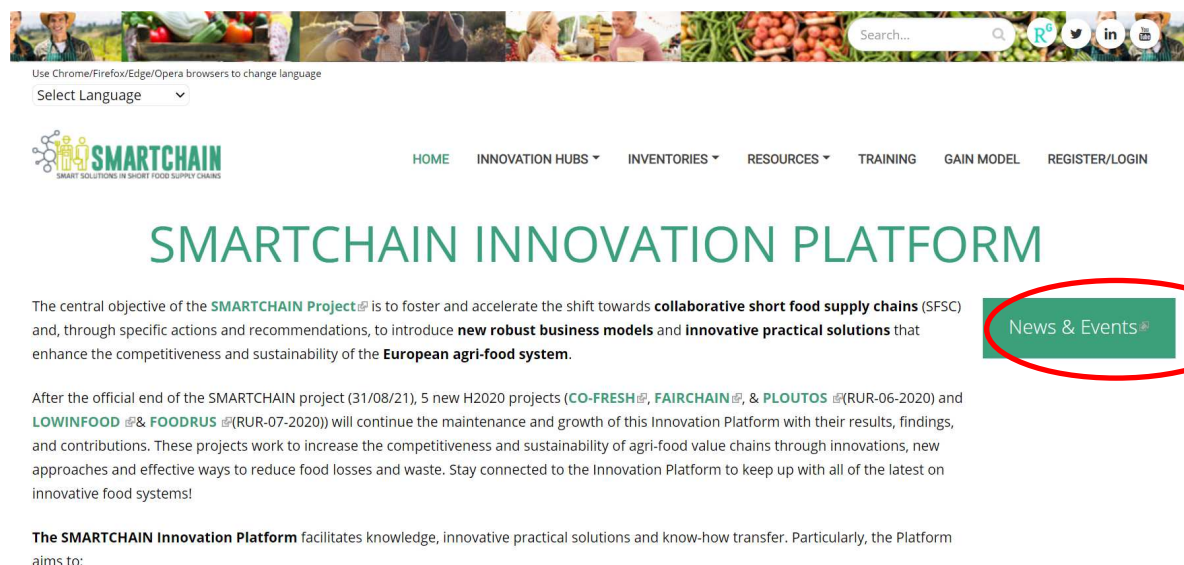 Search...
R^G in You Tube
Use Chrome/Firefox/Edge/Opera browsers to change language
Select Language
SMARTCHAIN
SMART SOLUTIONS IN SHORT FOOD SUPPLY CHAINS
HOME INNOVATION HUBS INVENTORIES RESOURCES TRAINING GAIN MODEL REGISTER/LOGIN
SMARTCHAIN INNOVATION PLATFORM
The central objective of the SMARTCHAIN Project is to foster and accelerate the shift towards collaborative short food supply chains (SFSC)
and, through specific actions and recommendations, to introduce new robust business models and innovative practical solutions that
enhance the competitiveness and sustainability of the European agri-food system.
News & Events
After the official end of the SMARTCHAIN project (31/08/21), 5 new H2020 projects (CO-FRESH, FAIRCHAIN, & PLOUTOS (RUR-06-2020) and
LOWINFOOD & FOODRUS (RUR-07-2020)) will continue the maintenance and growth of this Innovation Platform with their results, findings,
and contributions. These projects work to increase the competitiveness and sustainability of agri-food value chains through innovations, new
approaches and effective ways to reduce food losses and waste. Stay connected to the Innovation Platform to keep up with all of the latest on
innovative food systems!
The SMARTCHAIN Innovation Platform facilitates knowledge, innovative practical solutions and know-how transfer. Particularly, the Platform
aims to: